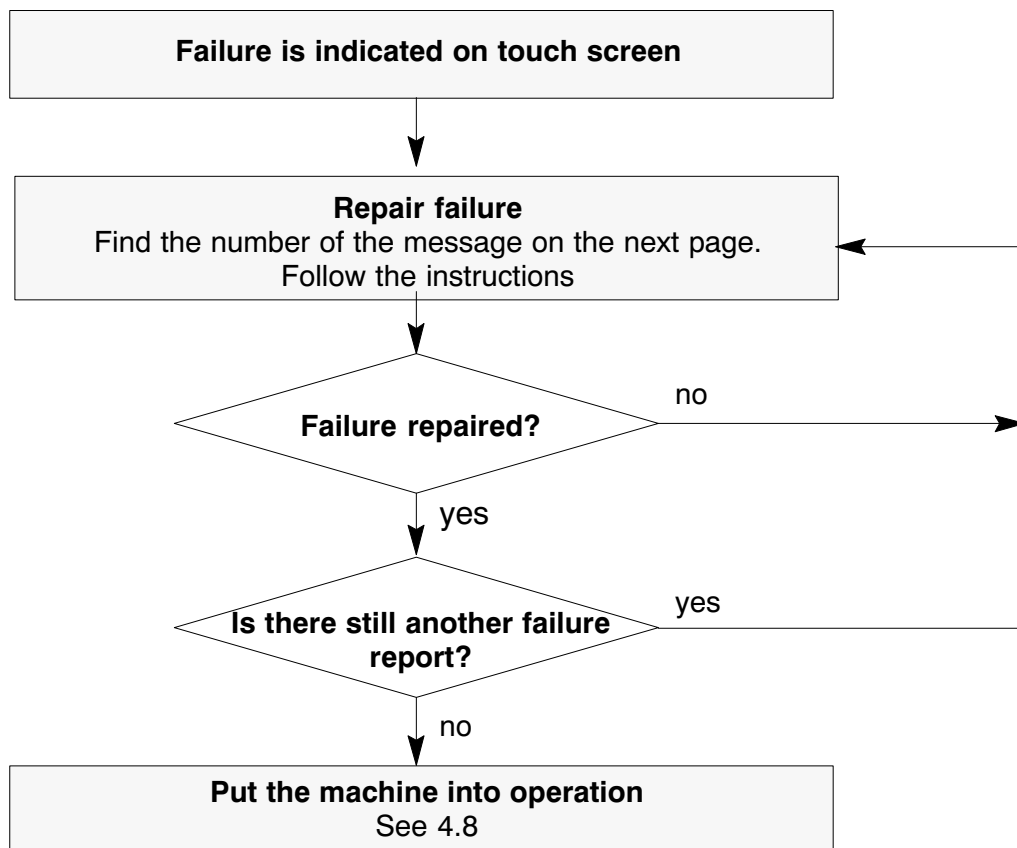 Failure is indicated on touch screen
Repair failure
Find the number of the message on the next page.
Follow the instructions
no
Failure repaired?
yes
yes
Is there still another failure
report?
no
Put the machine into operation
See 4.8